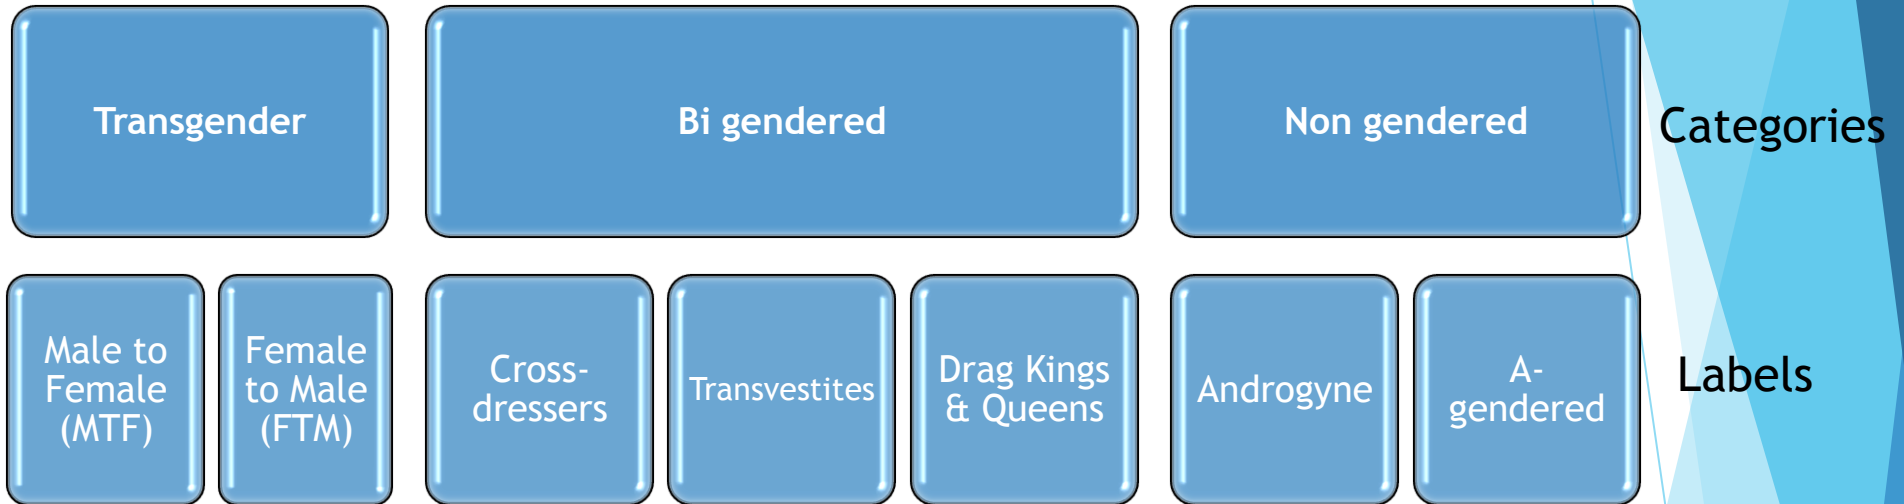 Transgender
Bi gendered
Non gendered
Categories
Male to
Female
(MTF)
Female
to Male
(FTM)
Cross-
dressers
Transvestites
Drag Kings
& Queens
Androgyne
A-
gendered
Labels